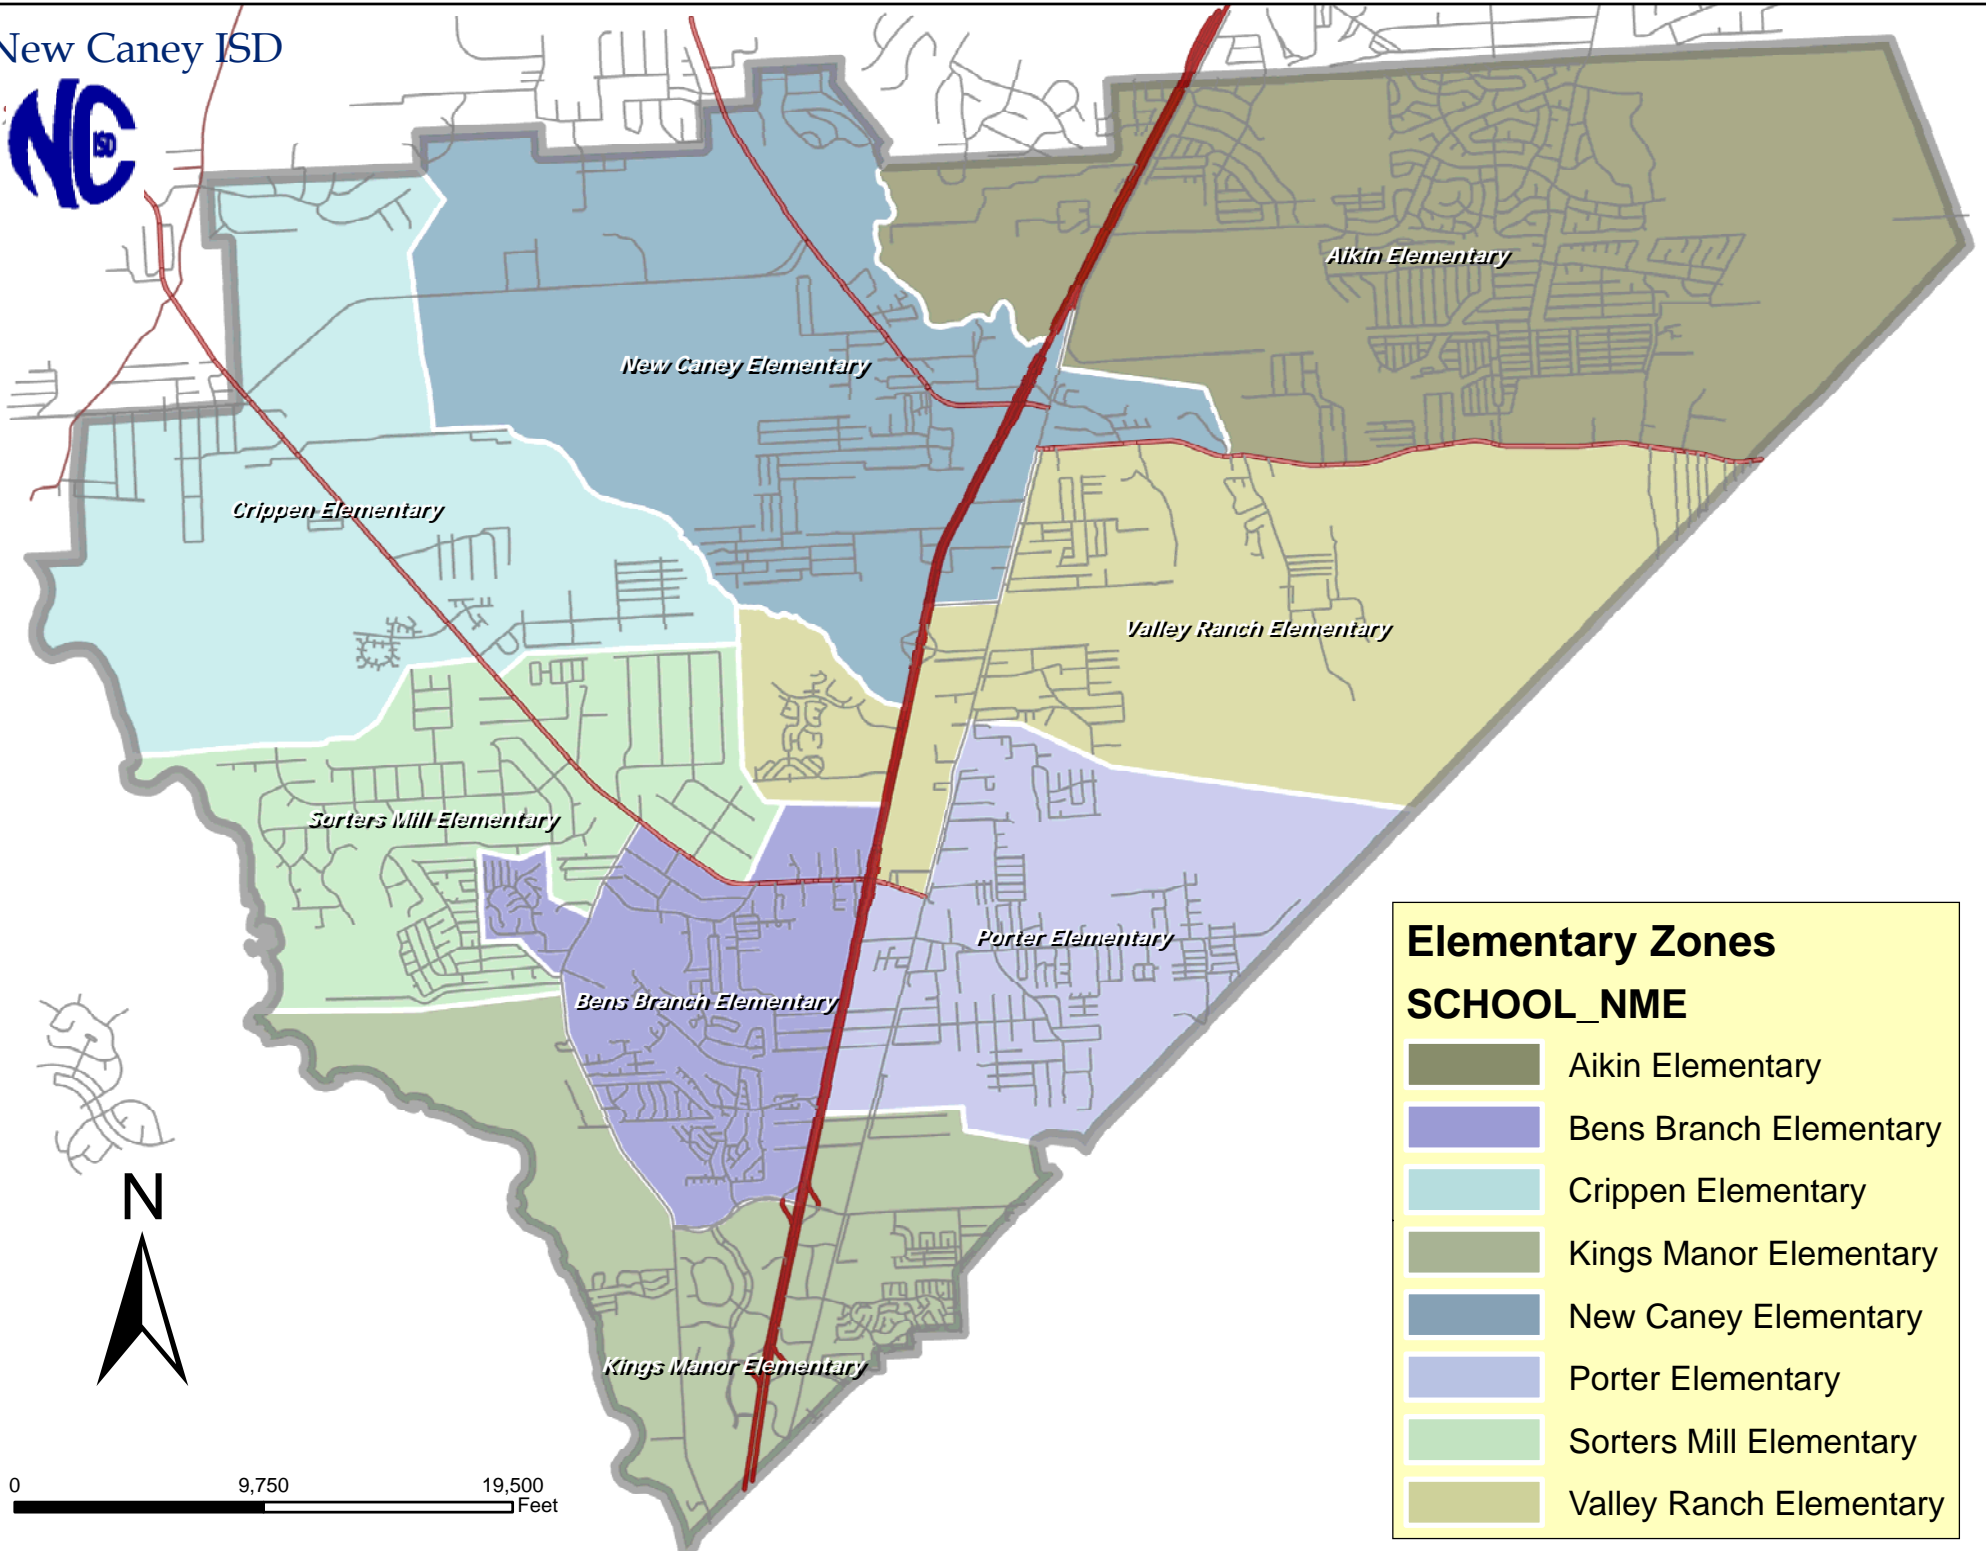 New Caney ISD
NC
ISD
Aikin Elementary
New Caney Elementary
Crippen Elementary
Valley Ranch Elementary
Sorters Mill Elementary
Porter Elementary
Bens Branch Elementary
Kings Manor Elementary
N
0 9,750 19,500
Feet
Elementary Zones
SCHOOL_NME
Aikin Elementary
Bens Branch Elementary
Crippen Elementary
Kings Manor Elementary
New Caney Elementary
Porter Elementary
Sorters Mill Elementary
Valley Ranch Elementary